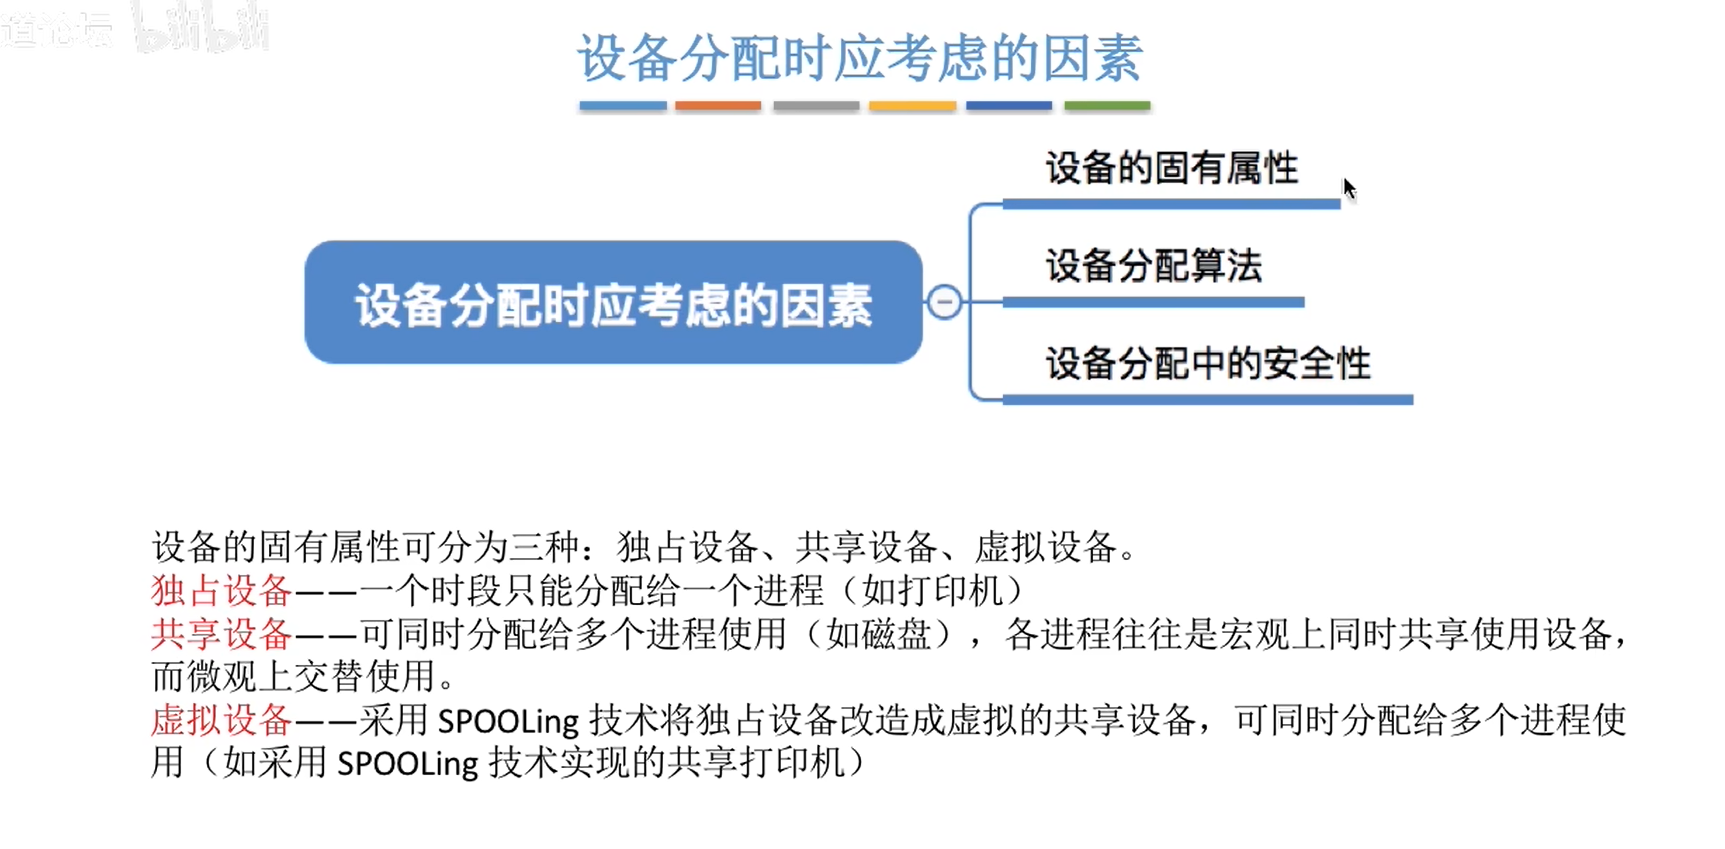 道论坛 bilibili
设备分配时应考虑的因素
设备的固有属性
设备分配算法
设备分配时应考虑的因素
设备分配中的安全性
设备的固有属性可分为三种：独占设备、共享设备、虚拟设备。
独占设备——一个时段只能分配给一个进程（如打印机）
共享设备——可同时分配给多个进程使用（如磁盘），各进程往往是宏观上同时共享使用设备，
而微观上交替使用。
虚拟设备——采用 SPOOLing 技术将独占设备改造成虚拟的共享设备，可同时分配给多个进程使
用（如采用 SPOOLing 技术实现的共享打印机）